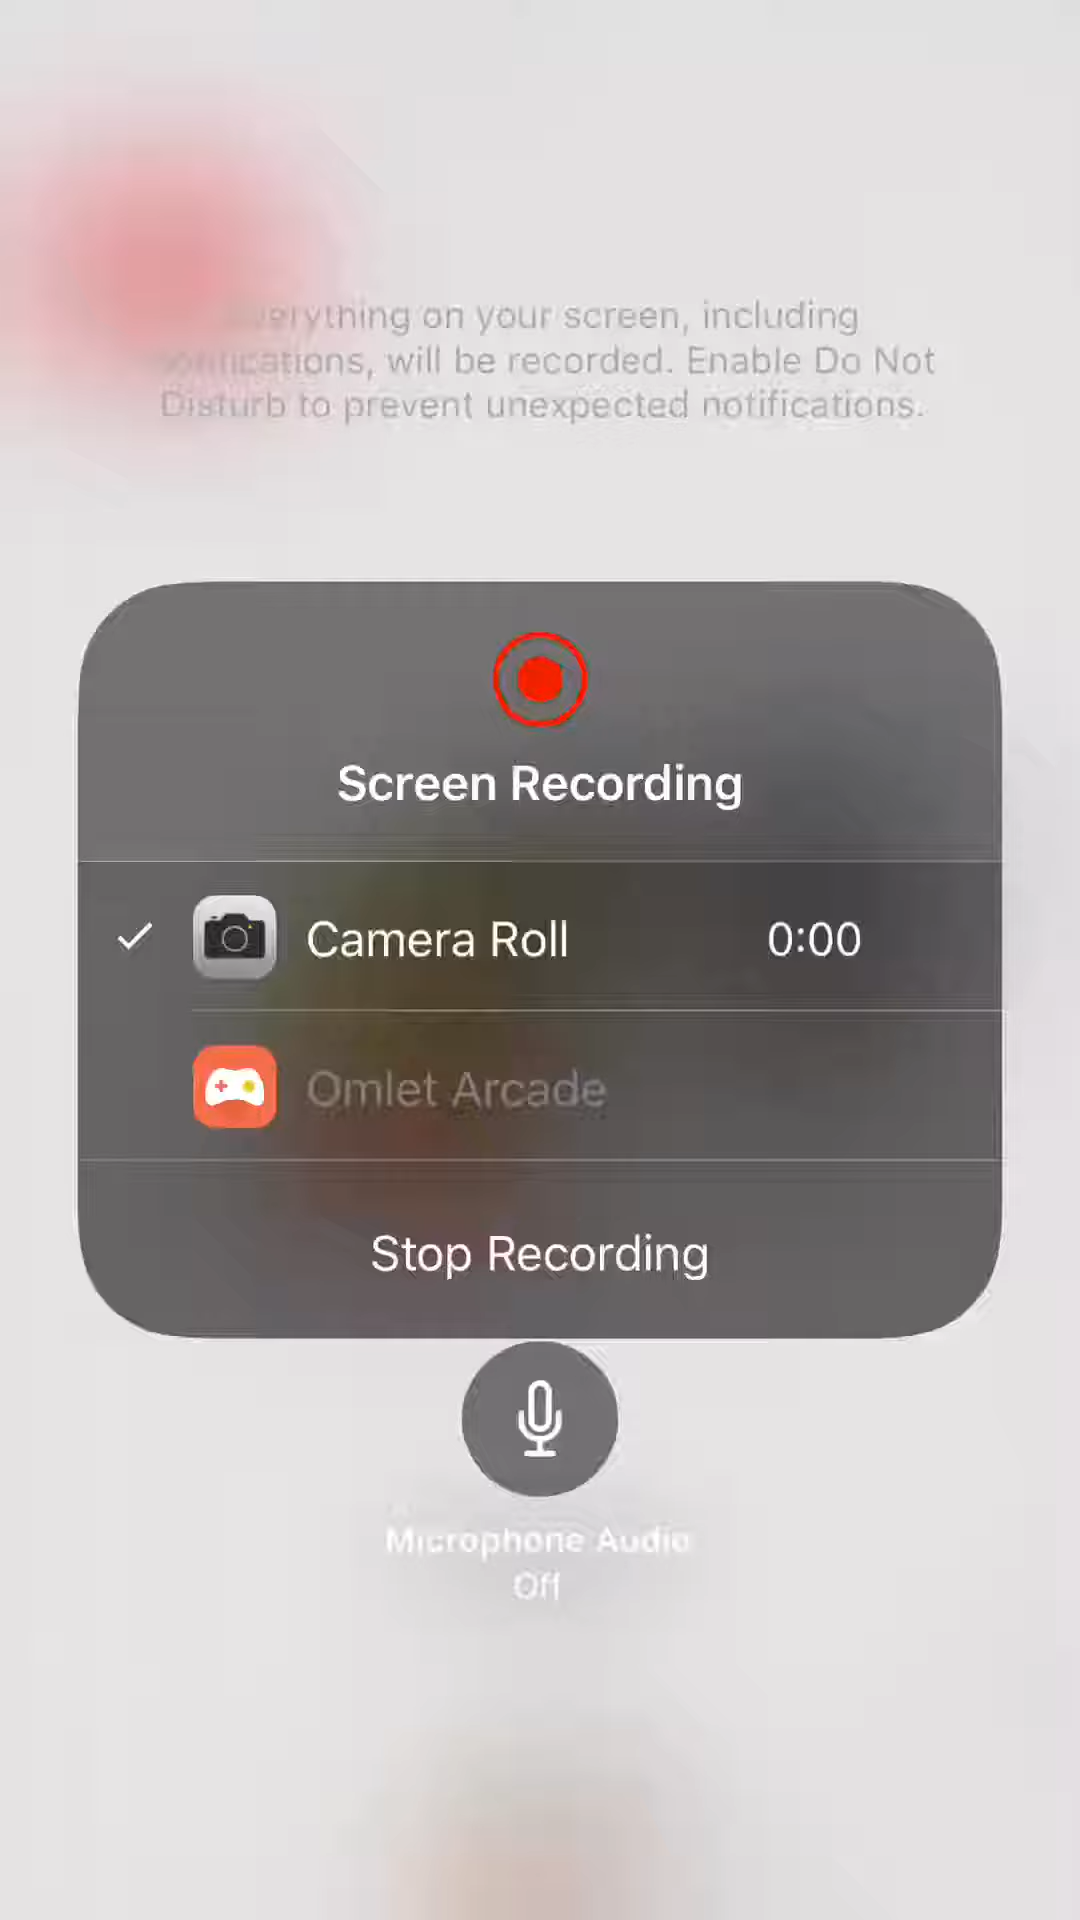 Everything on your screen, including
notifications, will be recorded. Enable Do Not
Disturb to prevent unexpected notifications.
Screen Recording
Camera Roll 0:00
Omlet Arcade
Stop Recording
Microphone Audio
Off